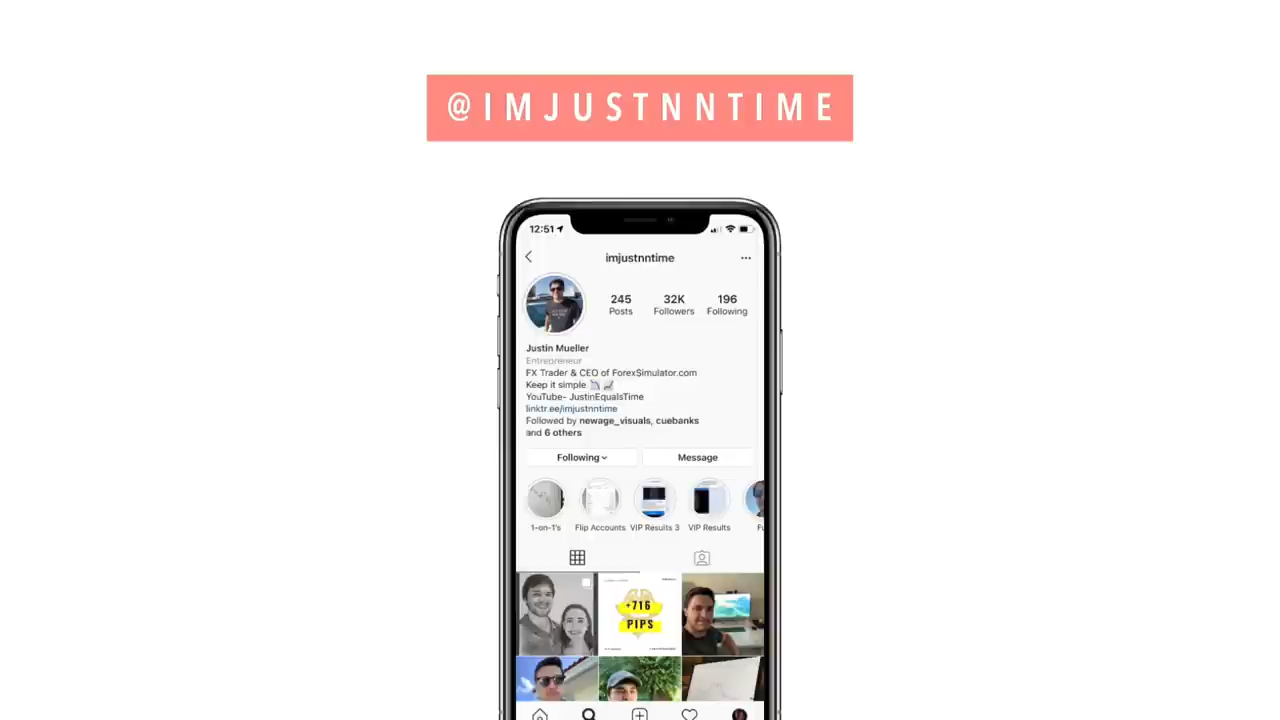 @IMJUSTNNTIME
12:51
imjustnntime
245 32K 196
Posts Followers Following
Justin Mueller
Entrepreneur
FX Trader & CEO of ForexSimulator.com
Keep it simple
YouTube- JustinEqualsTime
linktr.ee/imjustnntime
Followed by newage_visuals, cuebanks
and 6 others
Following Message
1-on-1's Flip Accounts VIP Results 3 VIP Results
+716
PIPS